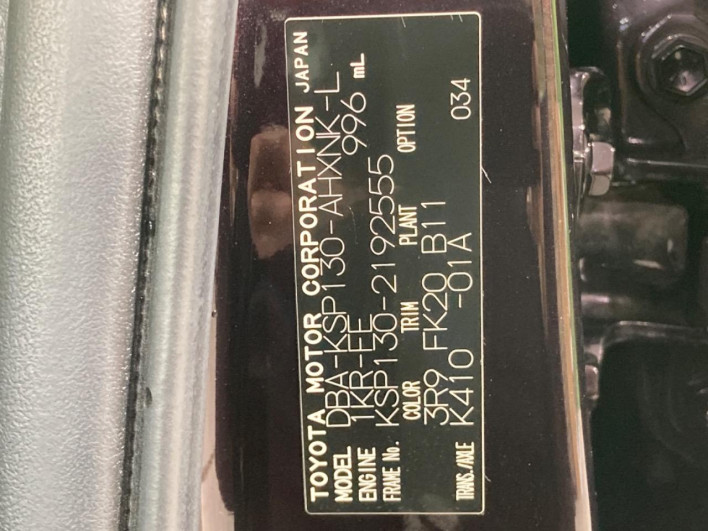 TOYOTA MOTOR CORPORATION JAPAN
MODEL DBA-KSP130-AHXNK-L
ENGINE 1KR-FE 996 mL
FRAME No. KSP130-2192555
COLOR TRIM PLANT OPTION
3R9 FK20 B11
TRANS./AXLE K410 -01A 034